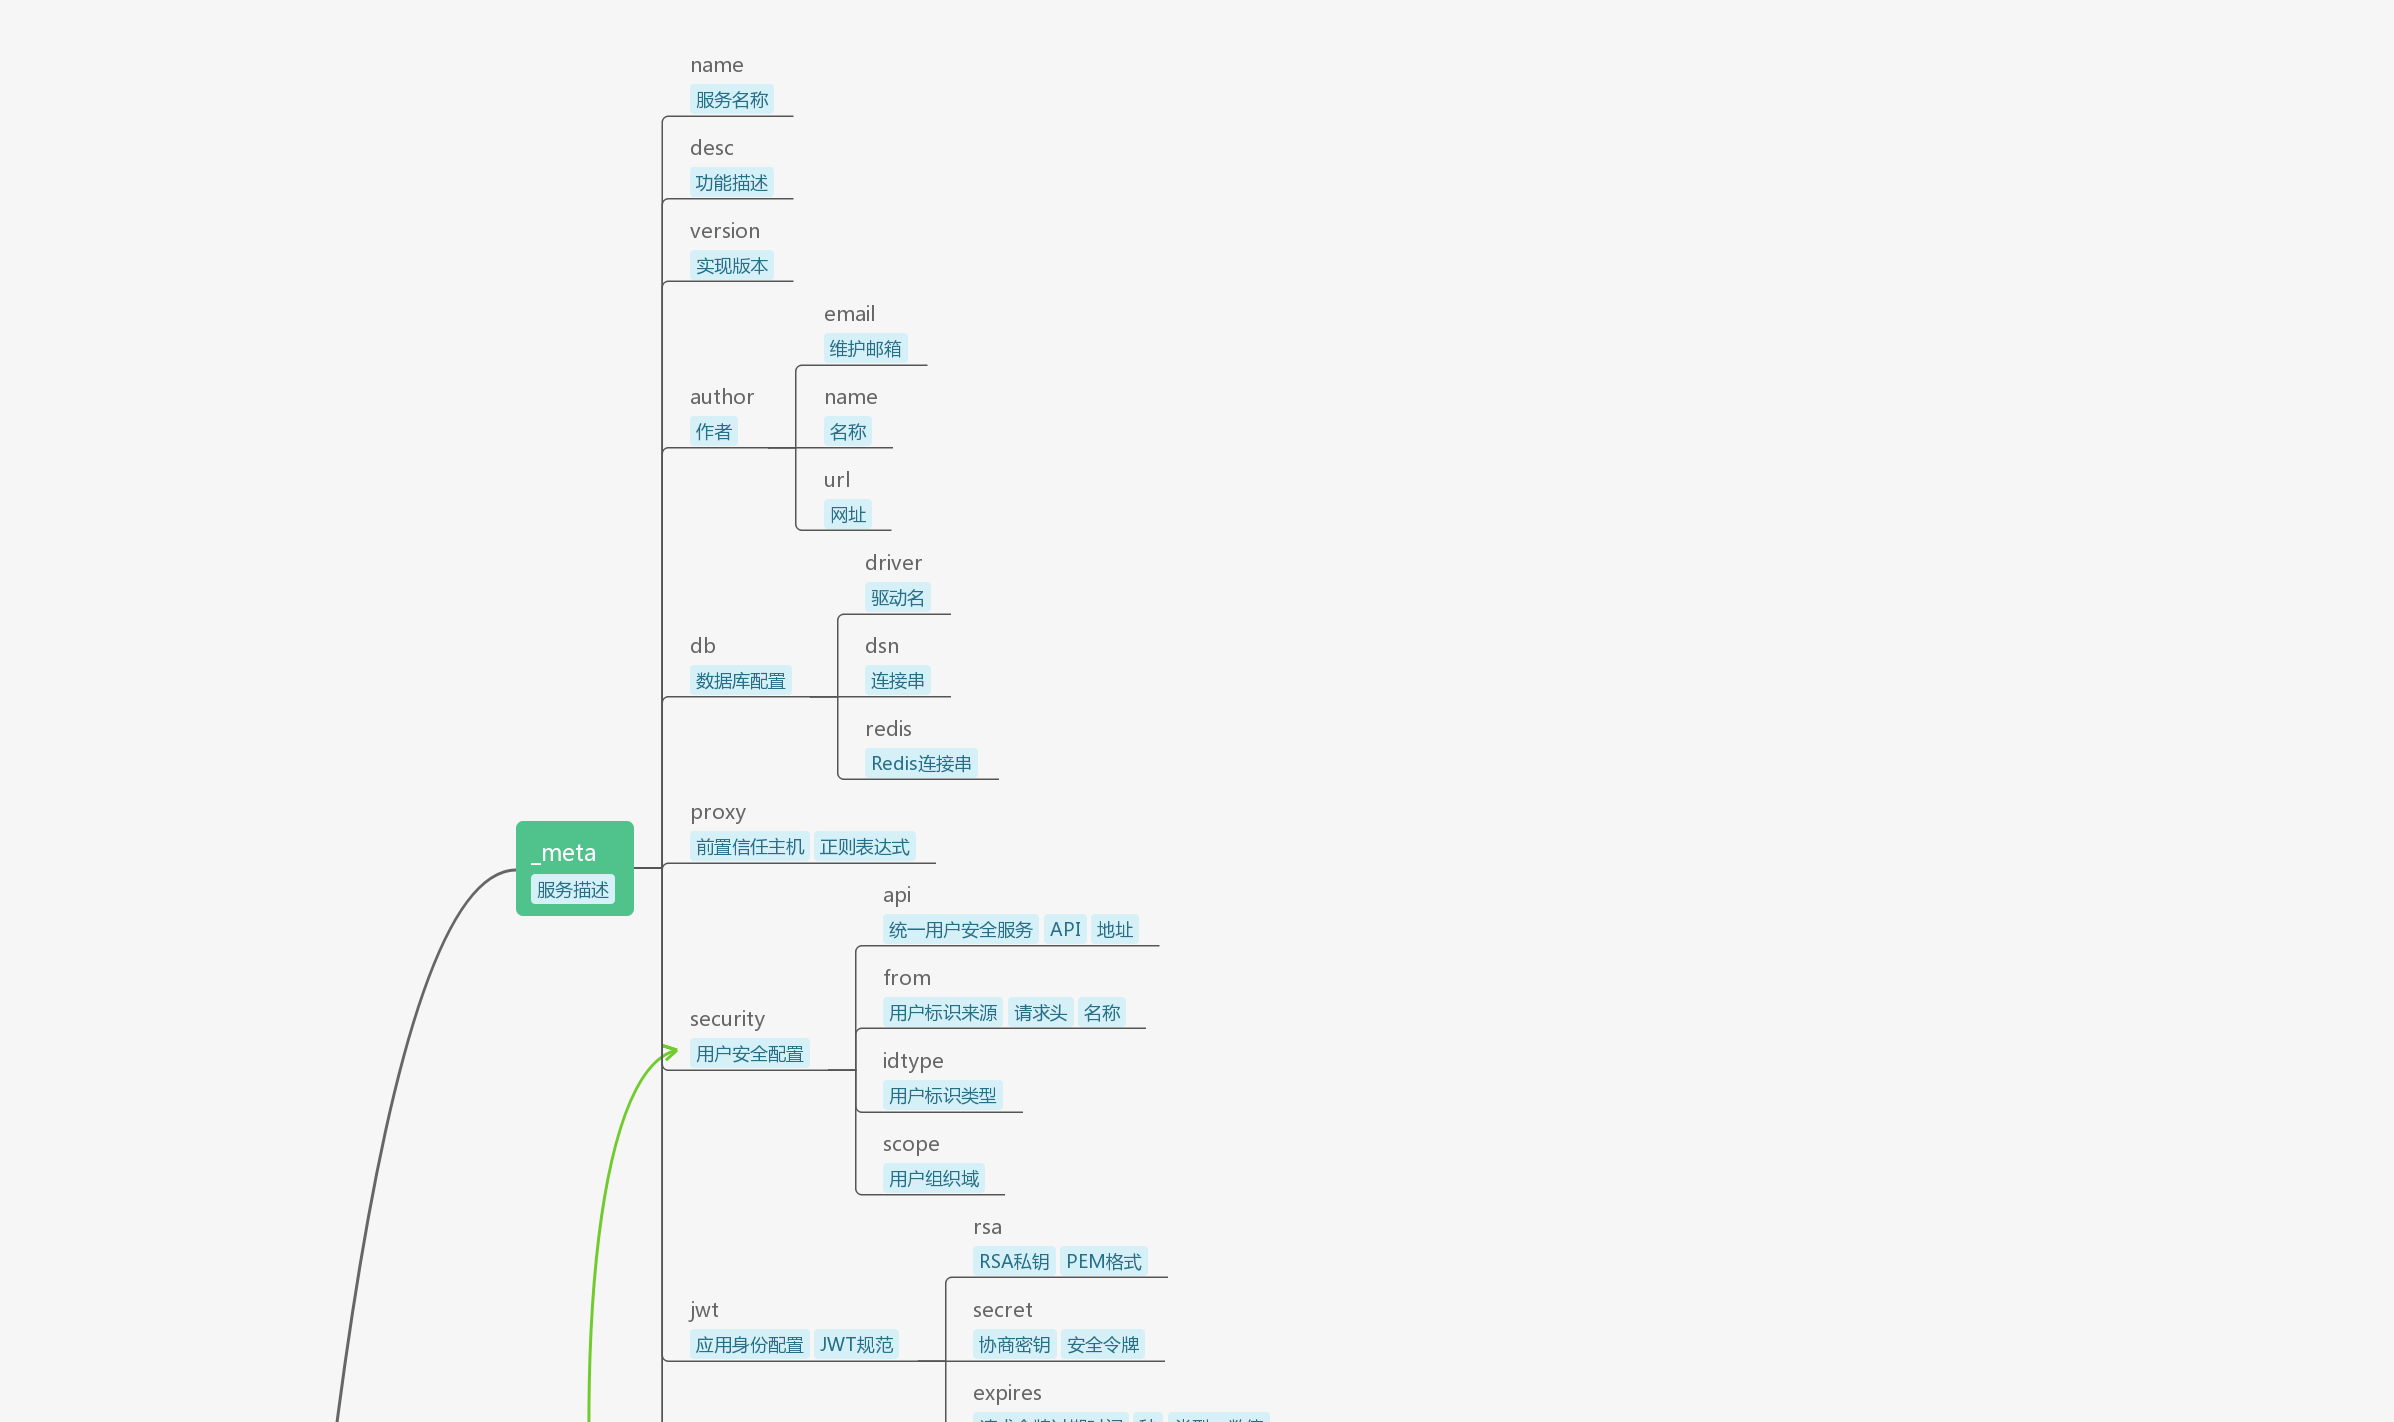 name
服务名称
desc
功能描述
version
实现版本
email
维护邮箱
author
作者
name
名称
url
网址
driver
驱动名
db
数据库配置
dsn
连接串
redis
Redis连接串
proxy
前置信任主机 正则表达式
_meta
服务描述
api
统一用户安全服务 API 地址
from
用户标识来源 请求头 名称
security
用户安全配置
idtype
用户标识类型
scope
用户组织域
rsa
RSA私钥 PEM格式
jwt
应用身份配置 JWT规范
secret
协商密钥 安全令牌
expires